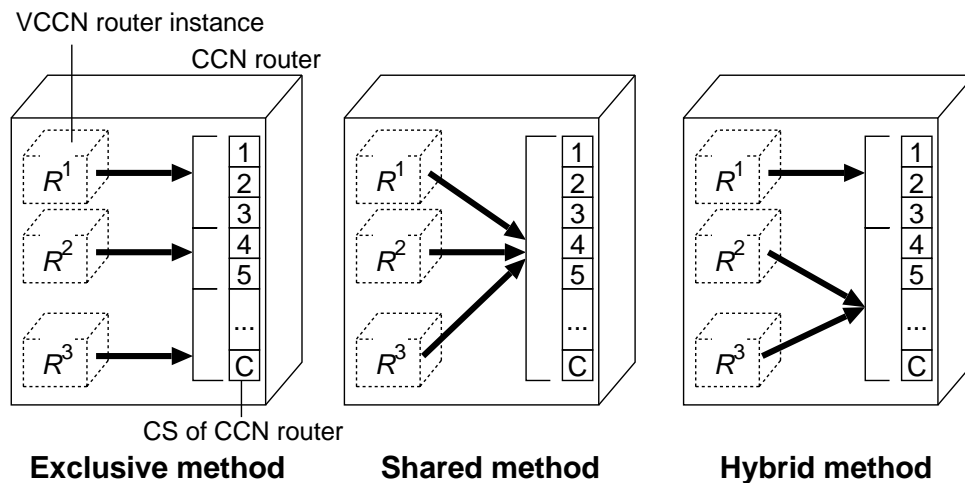 VCCN router instance
CCN router
R1
R2
R3
1
2
3
4
5
...
C
CS of CCN router
Exclusive method
R1
R2
R3
1
2
3
4
5
...
C
Shared method
R1
R2
R3
1
2
3
4
5
...
C
Hybrid method